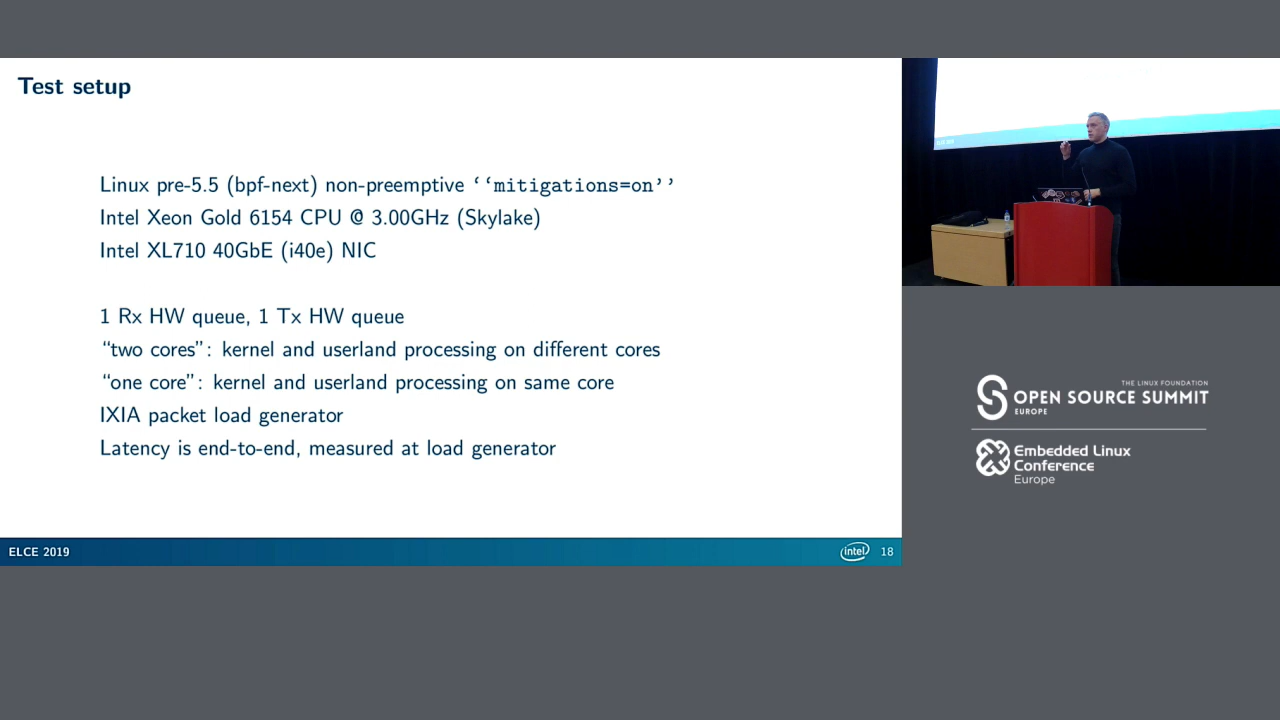 Test setup
Linux pre-5.5 (bpf-next) non-preemptive ‘‘mitigations=on’’
Intel Xeon Gold 6154 CPU @ 3.00GHz (Skylake)
Intel XL710 40GbE (i40e) NIC
1 Rx HW queue, 1 Tx HW queue
“two cores”: kernel and userland processing on different cores
“one core”: kernel and userland processing on same core
IXIA packet load generator
Latency is end-to-end, measured at load generator
ELCE 2019
intel
18
THE LINUX FOUNDATION
OPEN SOURCE SUMMIT
EUROPE
Embedded Linux
Conference
Europe